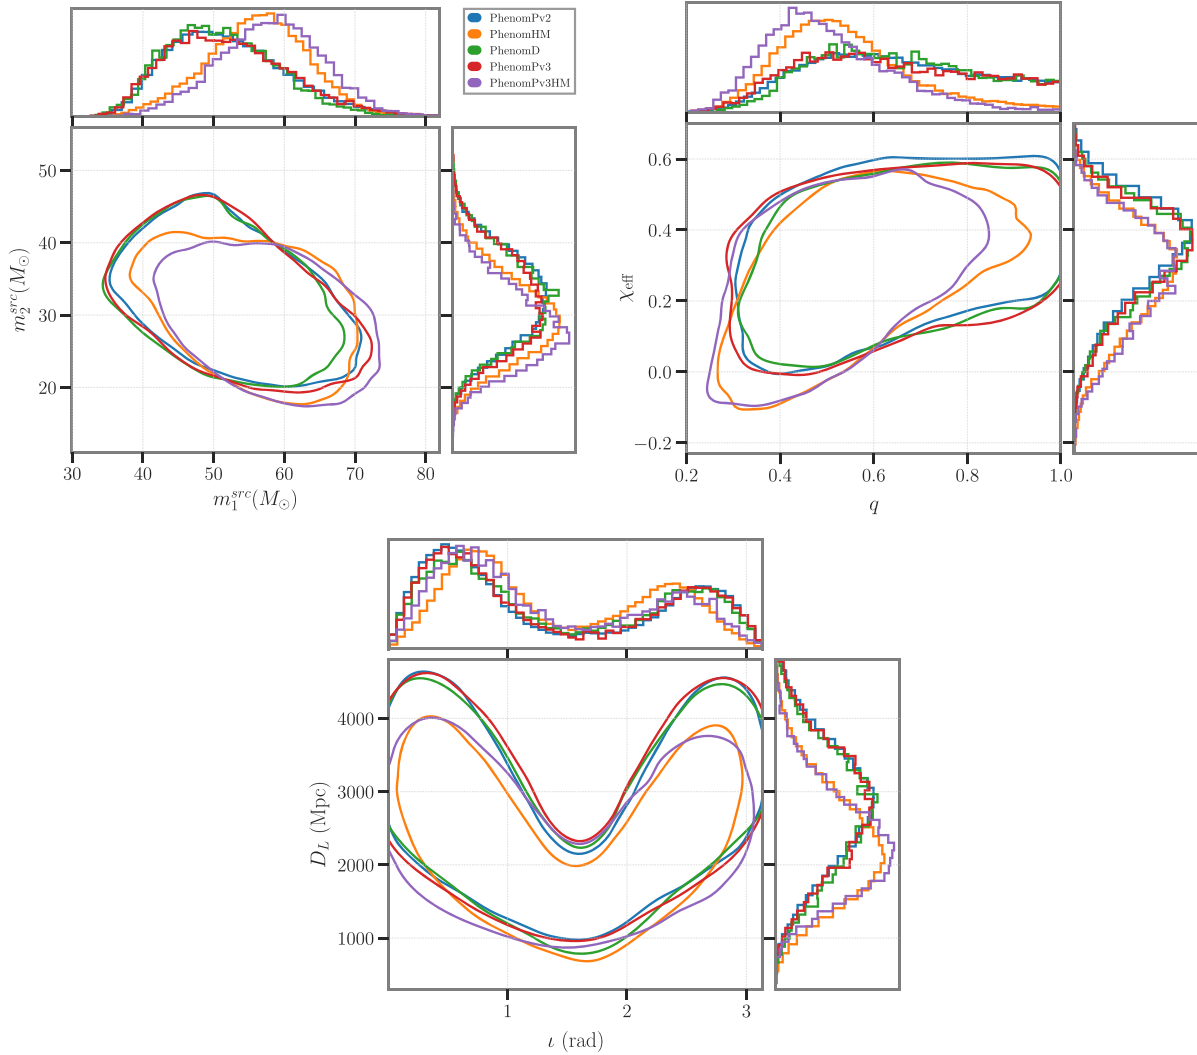 PhenomPv2
PhenomHM
PhenomD
PhenomPv3
PhenomPv3HM
50
40
30
20
m_2^{src}(M_⊙)
30 40 50 60 70 80
m_1^{src}(M_⊙)
0.6
0.4
0.2
0.0
−0.2
χ_eff
0.2 0.4 0.6 0.8 1.0
q
4000
3000
2000
1000
D_L (Mpc)
1 2 3
ι (rad)